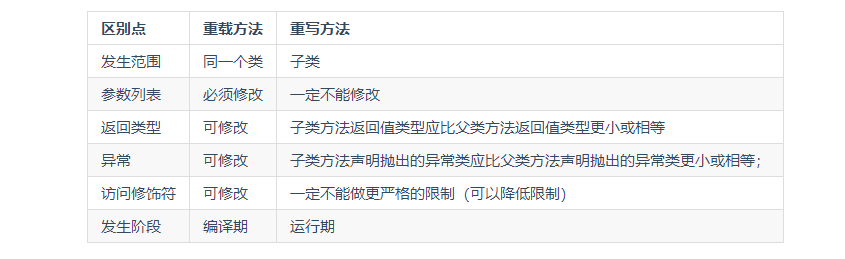 区别点 重载方法 重写方法
发生范围 同一个类 子类
参数列表 必须修改 一定不能修改
返回类型 可修改 子类方法返回值类型应比父类方法返回值类型更小或相等
异常 可修改 子类方法声明抛出的异常类应比父类方法声明抛出的异常类更小或相等；
访问修饰符 可修改 一定不能做更严格的限制（可以降低限制）
发生阶段 编译期 运行期